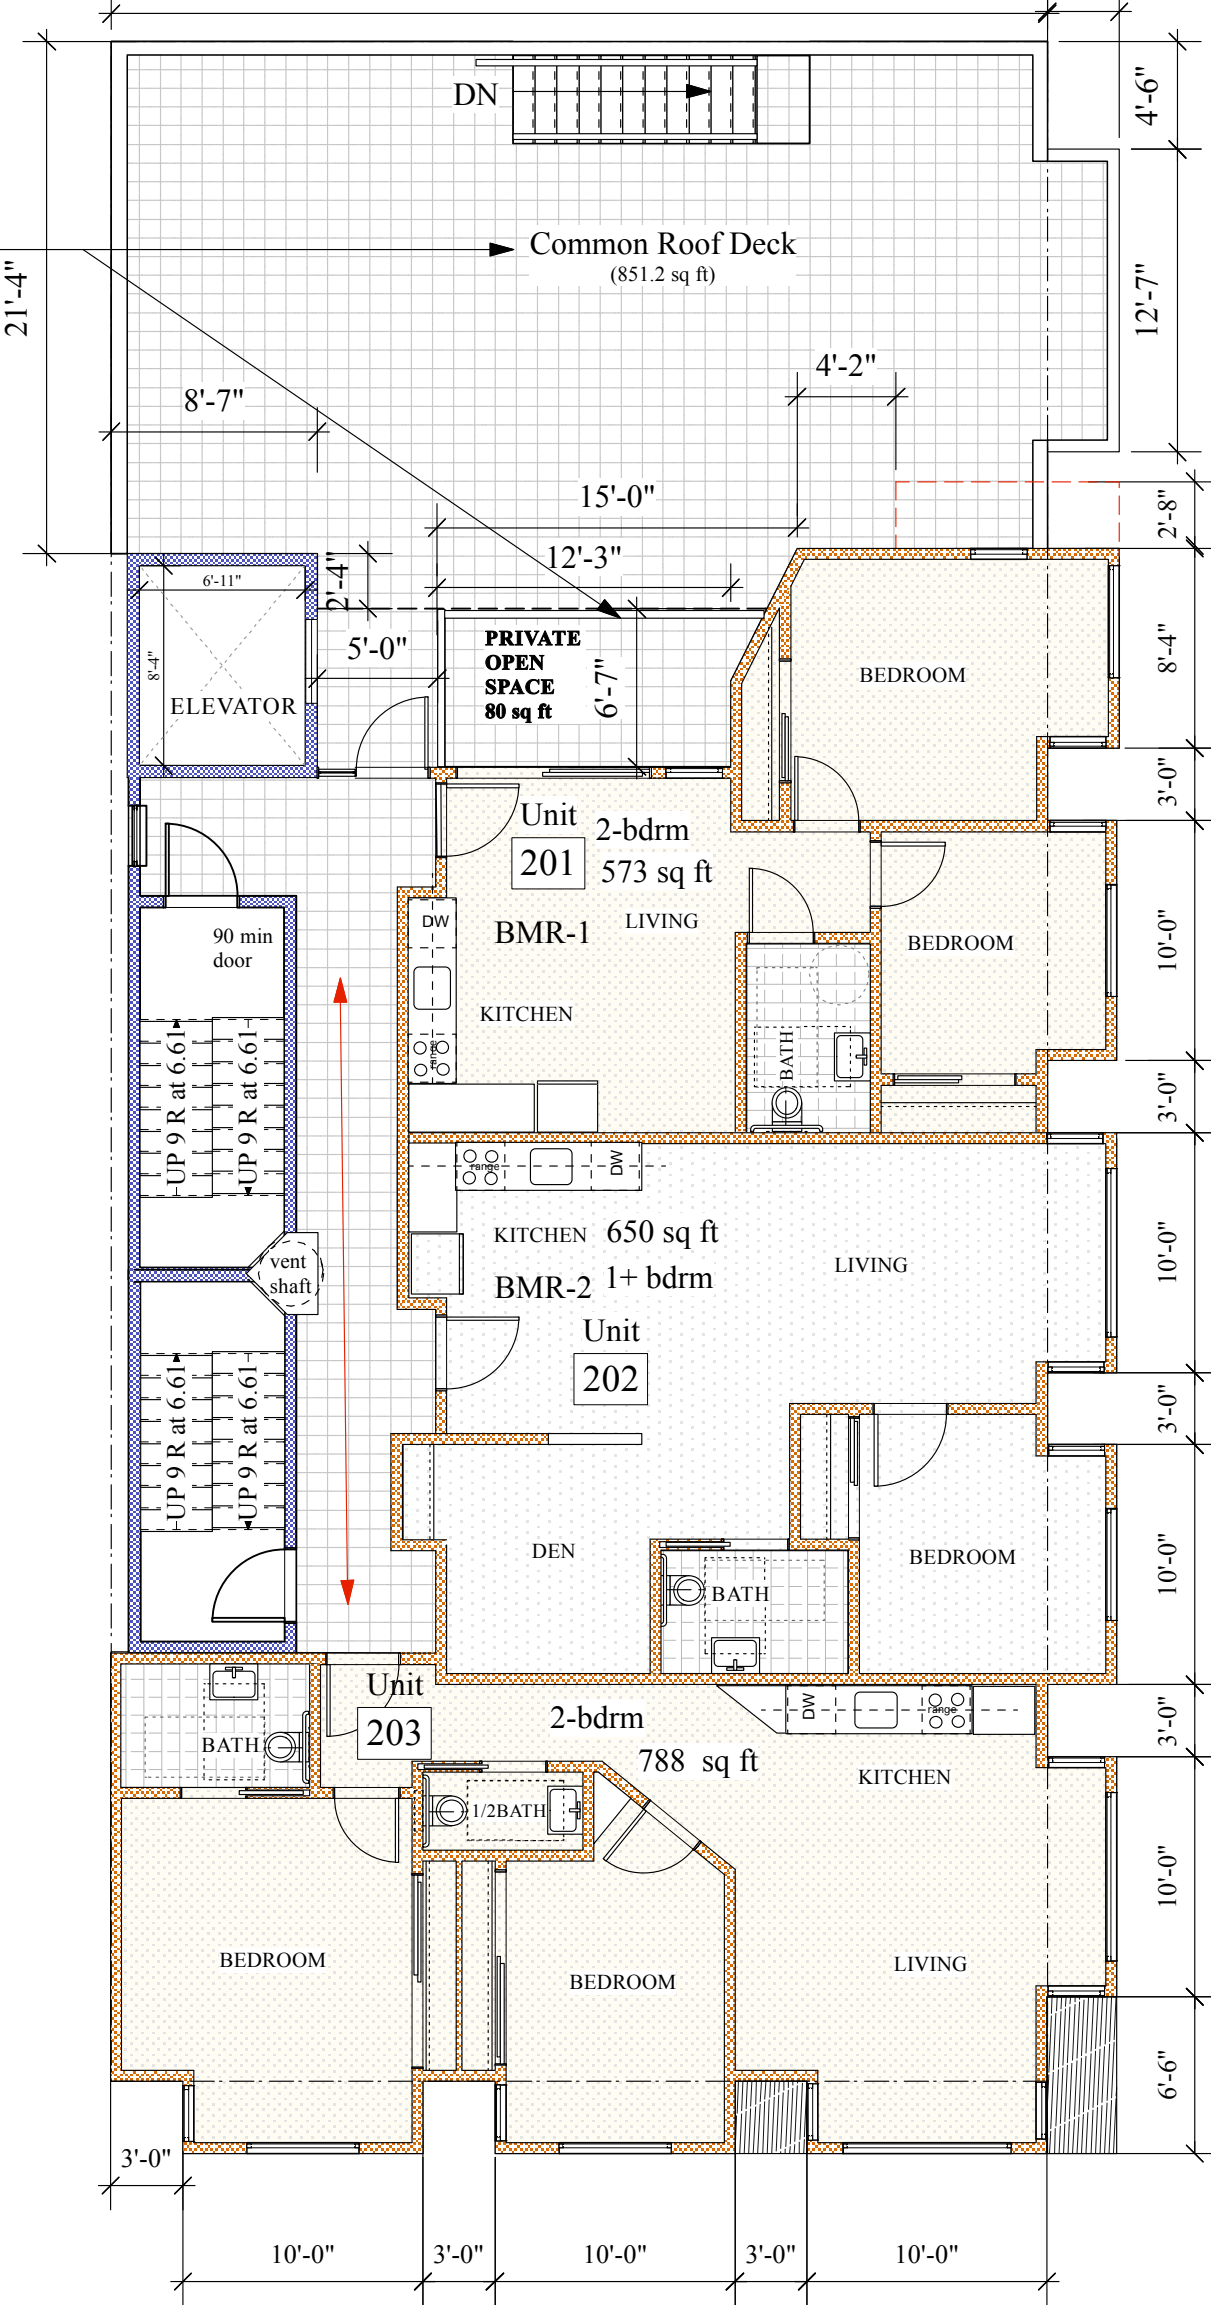 DN
4'-6"
Common Roof Deck
(851.2 sq ft)
21'-4"
12'-7"
4'-2"
8'-7"
15'-0"
2'-8"
12'-3"
2'-4"
6'-11"
8'-4"
ELEVATOR
5'-0"
PRIVATE
OPEN
SPACE
80 sq ft
6'-7"
BEDROOM
8'-4"
3'-0"
Unit
201
2-bdrm
573 sq ft
BMR-1
LIVING
DW
KITCHEN
range
BATH
BEDROOM
10'-0"
90 min
door
UP 9 R at 6.61
UP 9 R at 6.61
3'-0"
range
DW
KITCHEN
650 sq ft
BMR-2
1+ bdrm
LIVING
10'-0"
vent
shaft
Unit
202
3'-0"
UP 9 R at 6.61
UP 9 R at 6.61
DEN
BATH
BEDROOM
10'-0"
Unit
203
2-bdrm
788 sq ft
DW
range
KITCHEN
3'-0"
BATH
1/2BATH
10'-0"
BEDROOM
BEDROOM
LIVING
6'-6"
3'-0"
10'-0"
3'-0"
10'-0"
3'-0"
10'-0"